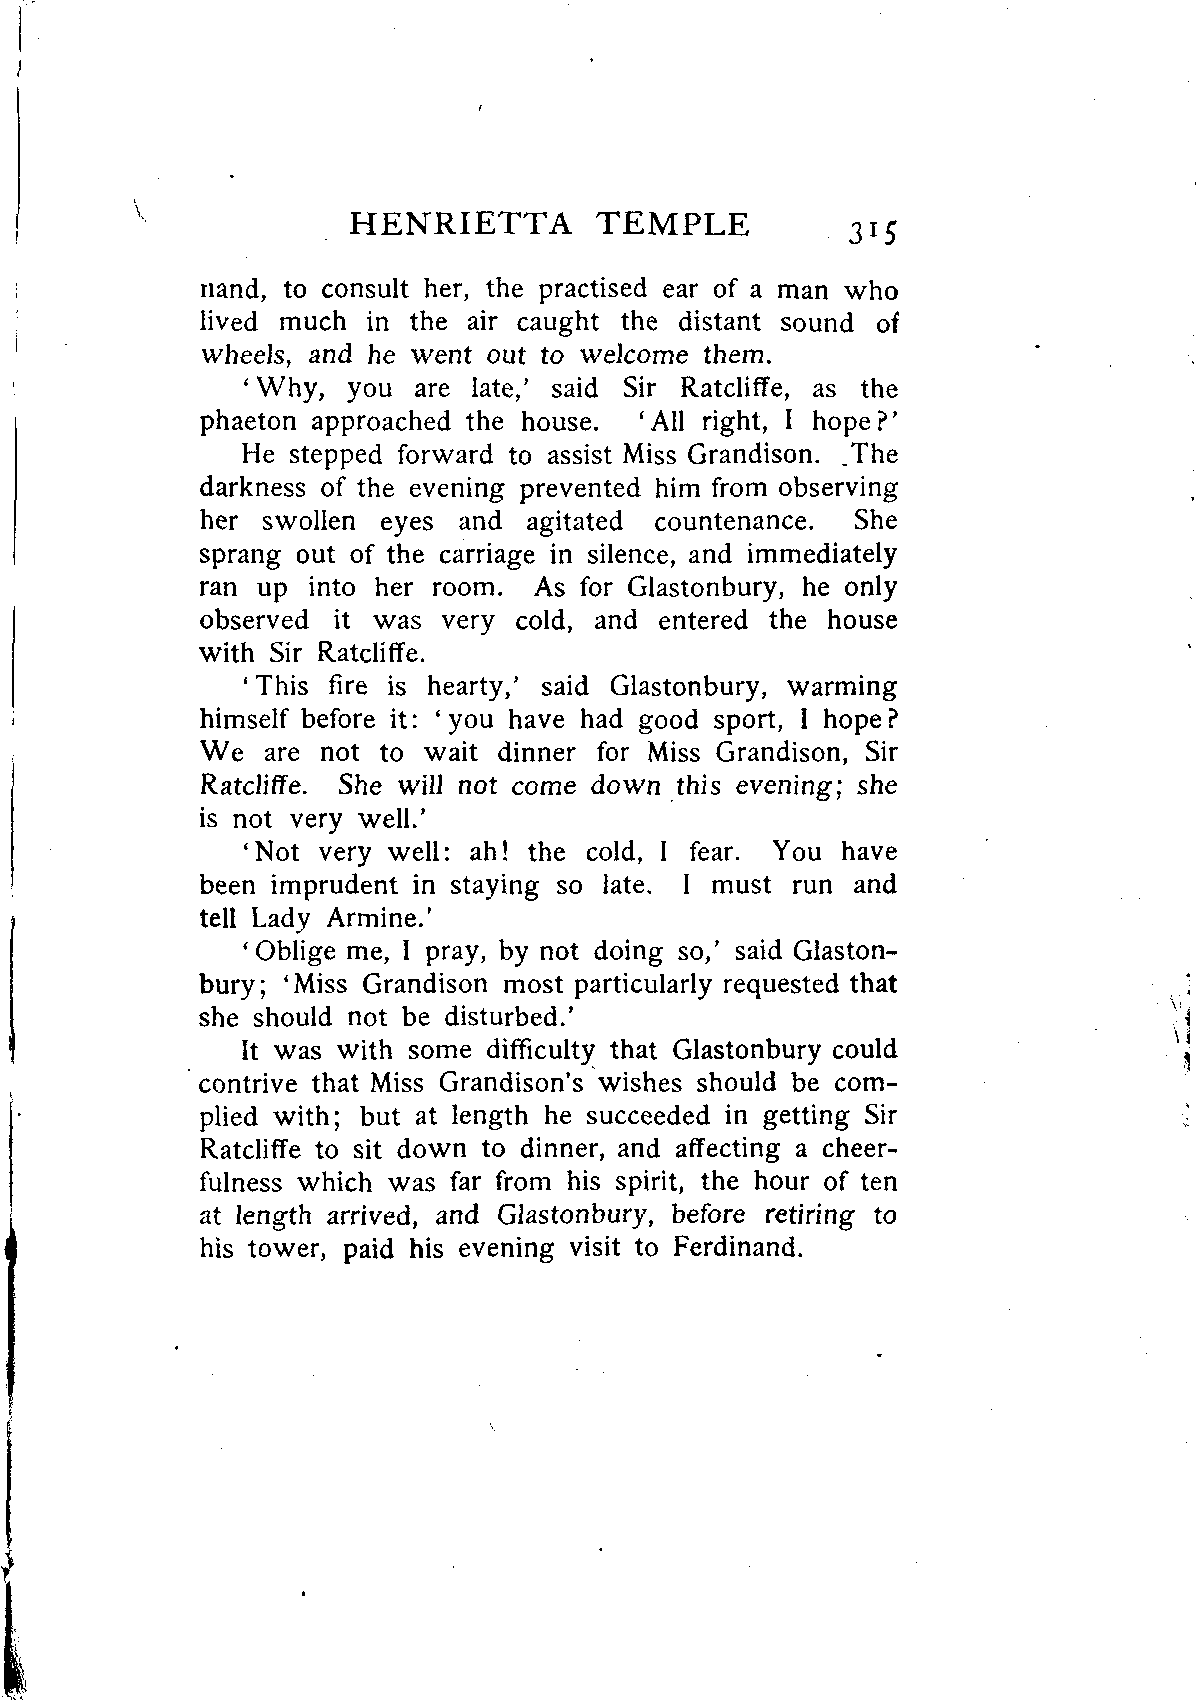 HENRIETTA TEMPLE 315
nand, to consult her, the practised ear of a man who
lived much in the air caught the distant sound of
wheels, and he went out to welcome them.
‘Why, you are late,’ said Sir Ratcliffe, as the
phaeton approached the house. ‘All right, I hope?’
He stepped forward to assist Miss Grandison. The
darkness of the evening prevented him from observing
her swollen eyes and agitated countenance. She
sprang out of the carriage in silence, and immediately
ran up into her room. As for Glastonbury, he only
observed it was very cold, and entered the house
with Sir Ratcliffe.
‘This fire is hearty,’ said Glastonbury, warming
himself before it: ‘you have had good sport, I hope?
We are not to wait dinner for Miss Grandison, Sir
Ratcliffe. She will not come down this evening; she
is not very well.’
‘Not very well: ah! the cold, I fear. You have
been imprudent in staying so late. I must run and
tell Lady Armine.’
‘Oblige me, I pray, by not doing so,’ said Glaston-
bury; ‘Miss Grandison most particularly requested that
she should not be disturbed.’
It was with some difficulty that Glastonbury could
contrive that Miss Grandison's wishes should be com-
plied with; but at length he succeeded in getting Sir
Ratcliffe to sit down to dinner, and affecting a cheer-
fulness which was far from his spirit, the hour of ten
at length arrived, and Glastonbury, before retiring to
his tower, paid his evening visit to Ferdinand.